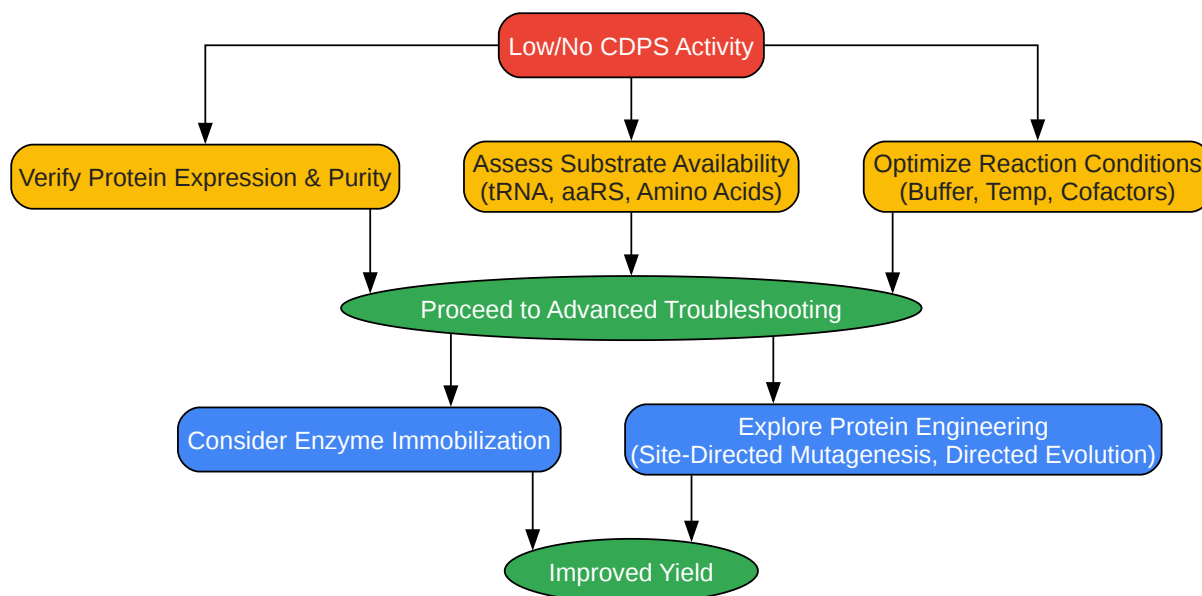 Low/No CDPS Activity
Verify Protein Expression & Purity
Assess Substrate Availability
(tRNA, aaRS, Amino Acids)
Optimize Reaction Conditions
(Buffer, Temp, Cofactors)
Proceed to Advanced Troubleshooting
Consider Enzyme Immobilization
Explore Protein Engineering
(Site-Directed Mutagenesis, Directed Evolution)
Improved Yield